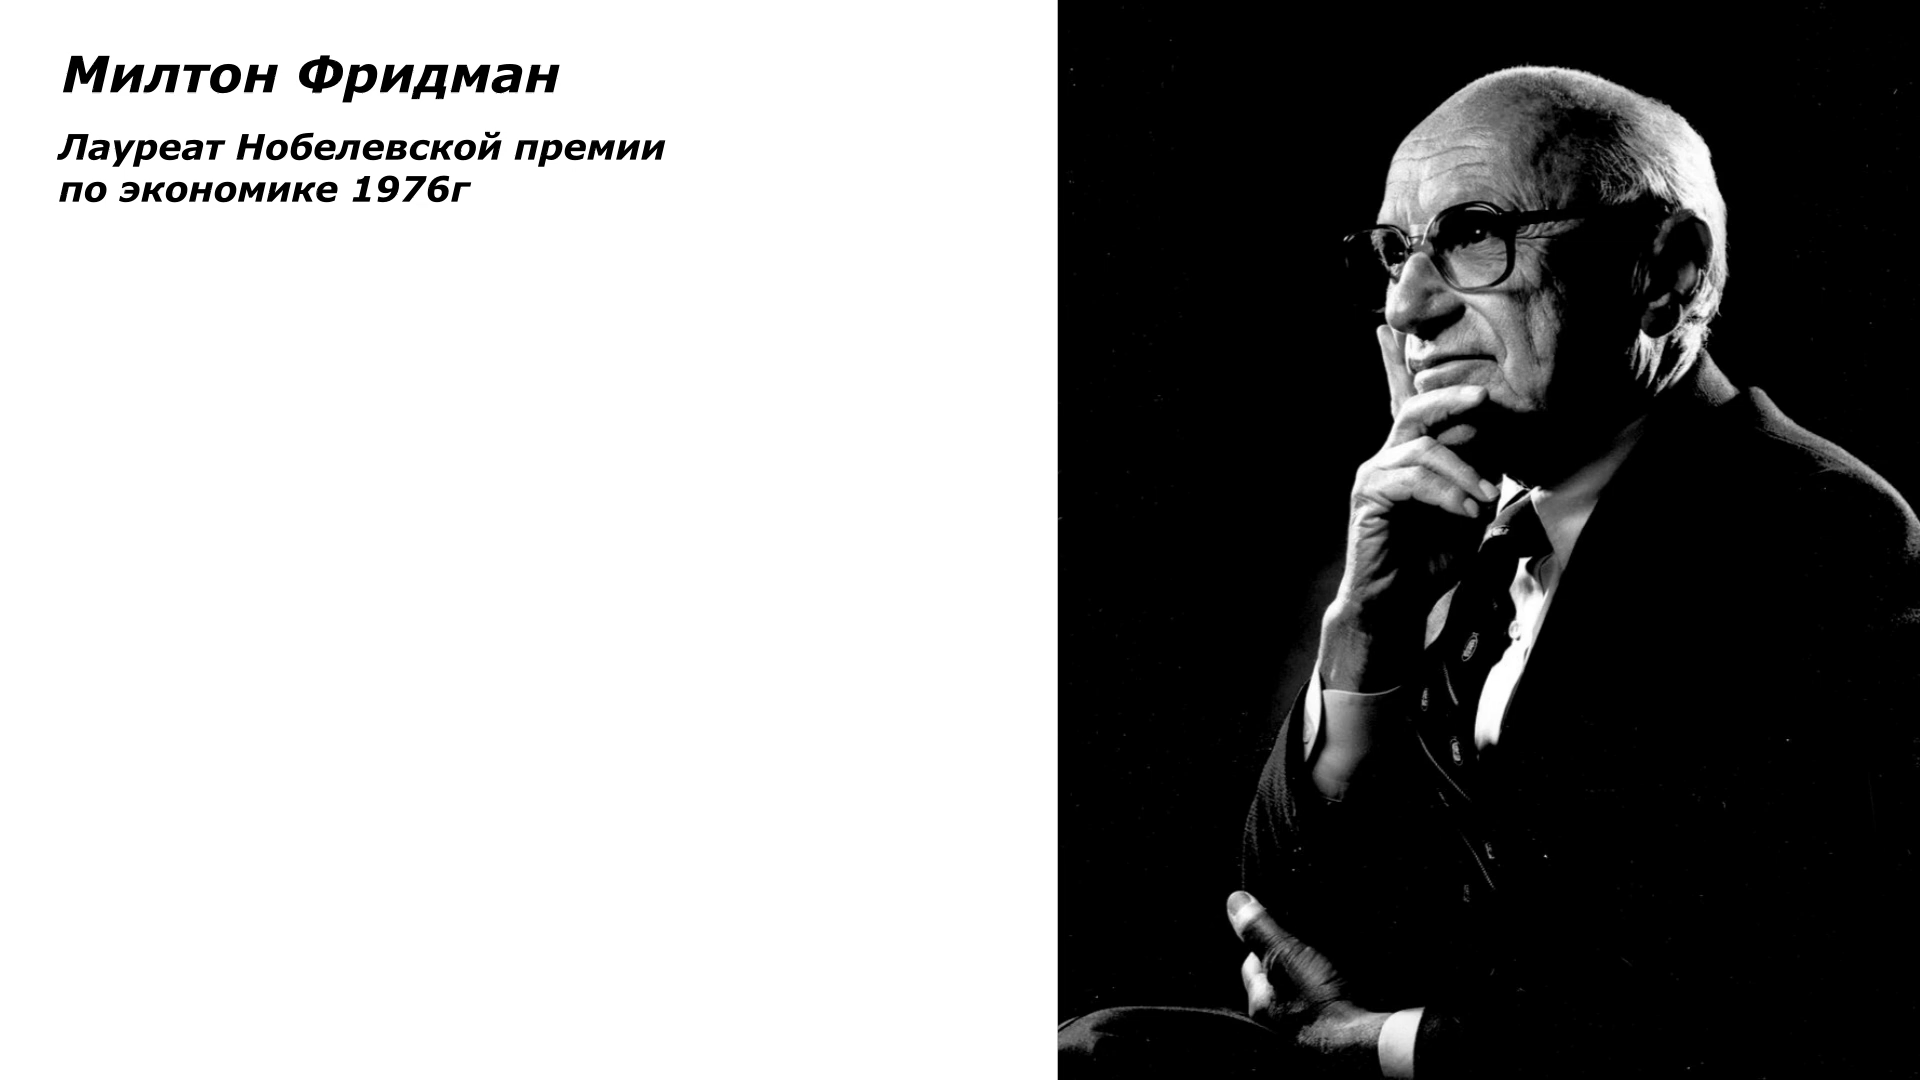 Милтон Фридман
Лауреат Нобелевской премии
по экономике 1976г